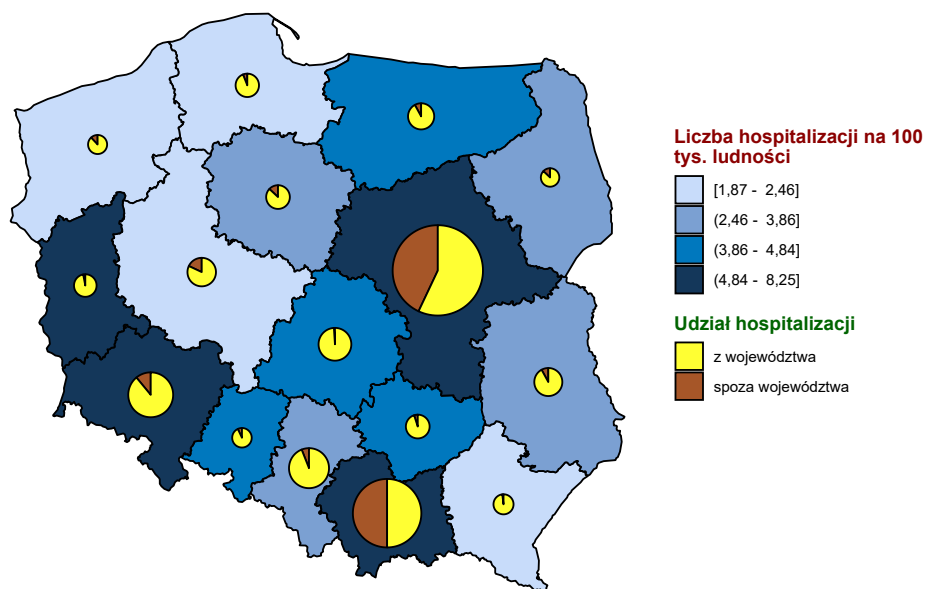 Liczba hospitalizacji na 100
tys. ludności
[1,87 - 2,46]
(2,46 - 3,86]
(3,86 - 4,84]
(4,84 - 8,25]
Udział hospitalizacji
z województwa
spoza województwa